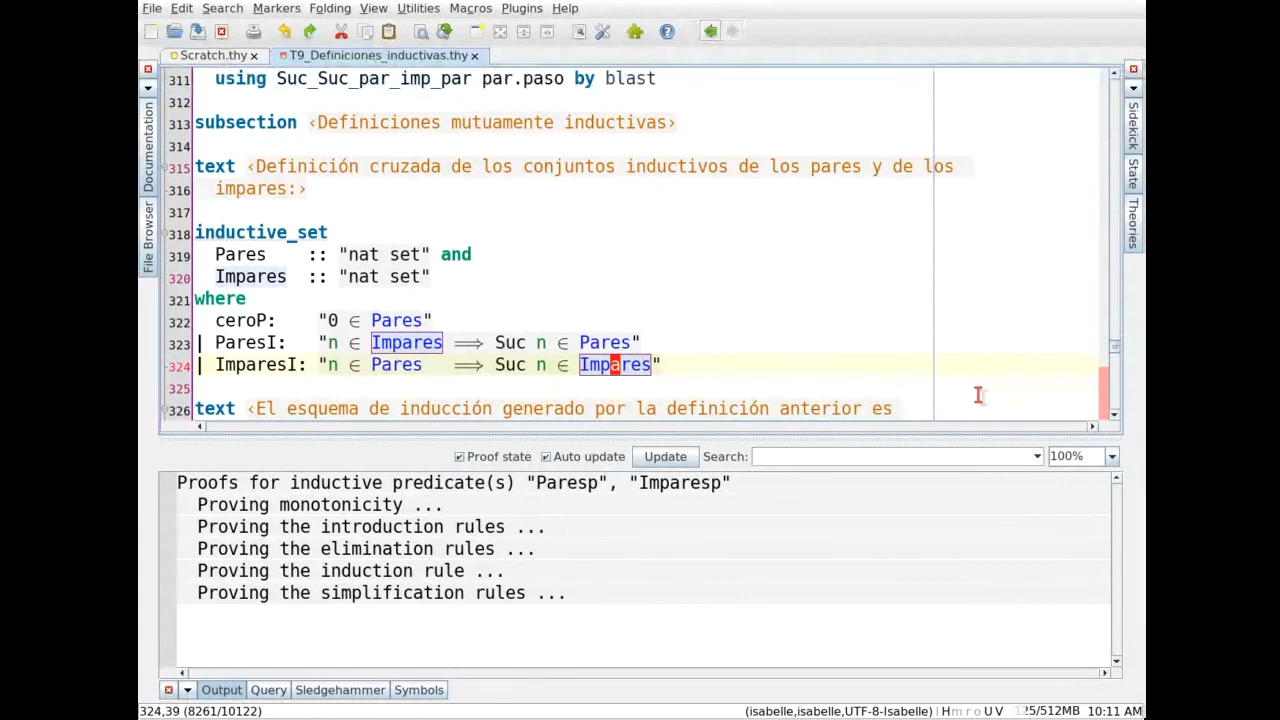 File Edit Search Markers Folding View Utilities Macros Plugins Help
Scratch.thy T9_Definiciones_inductivas.thy
Documentation
File Browser
Sidekick
State
Theories
311 using Suc_Suc_par_imp_par par.paso by blast
312
313 subsection ‹Definiciones mutuamente inductivas›
314
315 text ‹Definición cruzada de los conjuntos inductivos de los pares y de los
316 impares:›
317
318 inductive_set
319 Pares :: "nat set" and
320 Impares :: "nat set"
321 where
322 ceroP: "0 ∈ Pares"
323 | ParesI: "n ∈ Impares ⟹ Suc n ∈ Pares"
324 | ImparesI: "n ∈ Pares ⟹ Suc n ∈ Impares"
325
326 text ‹El esquema de inducción generado por la definición anterior es
Proof state Auto update Update Search: 100%
Proofs for inductive predicate(s) "Paresp", "Imparesp"
Proving monotonicity ...
Proving the introduction rules ...
Proving the elimination rules ...
Proving the induction rule ...
Proving the simplification rules ...
Output Query Sledgehammer Symbols
324,39 (8261/10122) (isabelle,isabelle,UTF-8-Isabelle) H m r o U V 125/512MB 10:11 AM